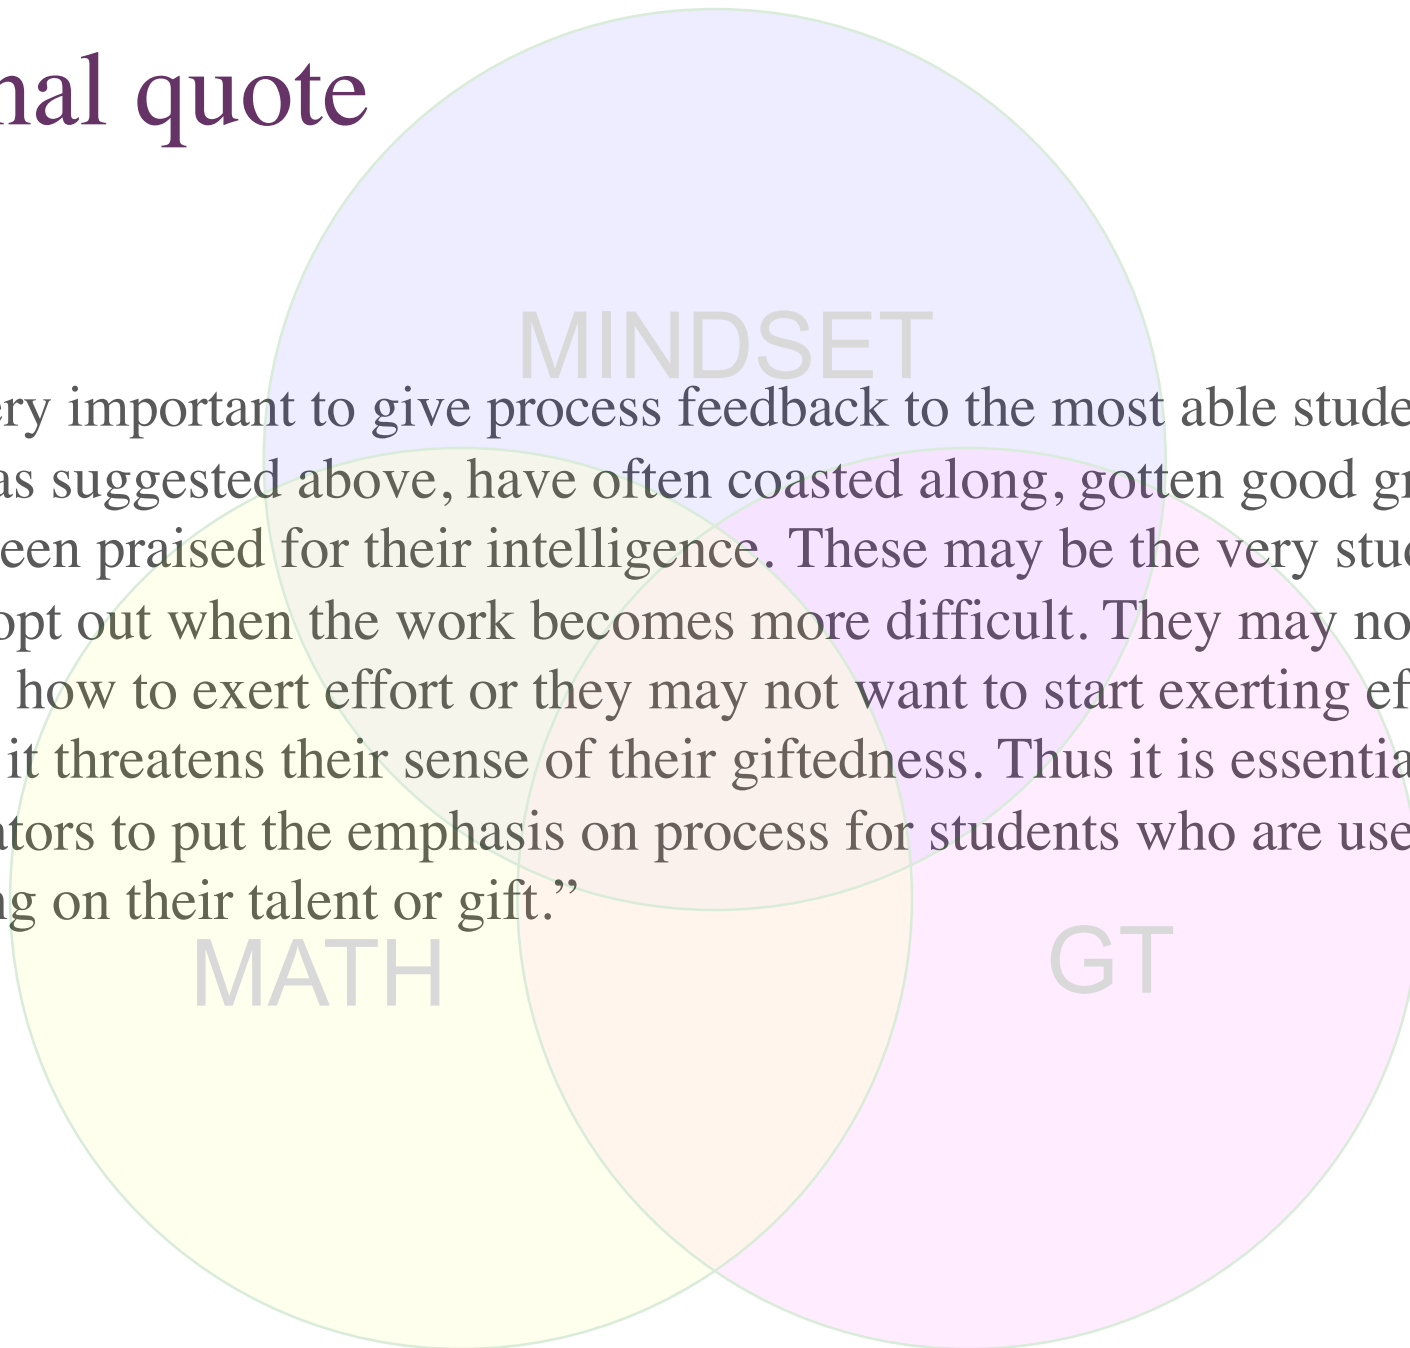 nal quote
MINDSET
ery important to give process feedback to the most able stude
as suggested above, have often coasted along, gotten good gr
een praised for their intelligence. These may be the very stu
opt out when the work becomes more difficult. They may no
how to exert effort or they may not want to start exerting ef
it threatens their sense of their giftedness. Thus it is essentia
ators to put the emphasis on process for students who are use
ng on their talent or gift.”
MATH
GT